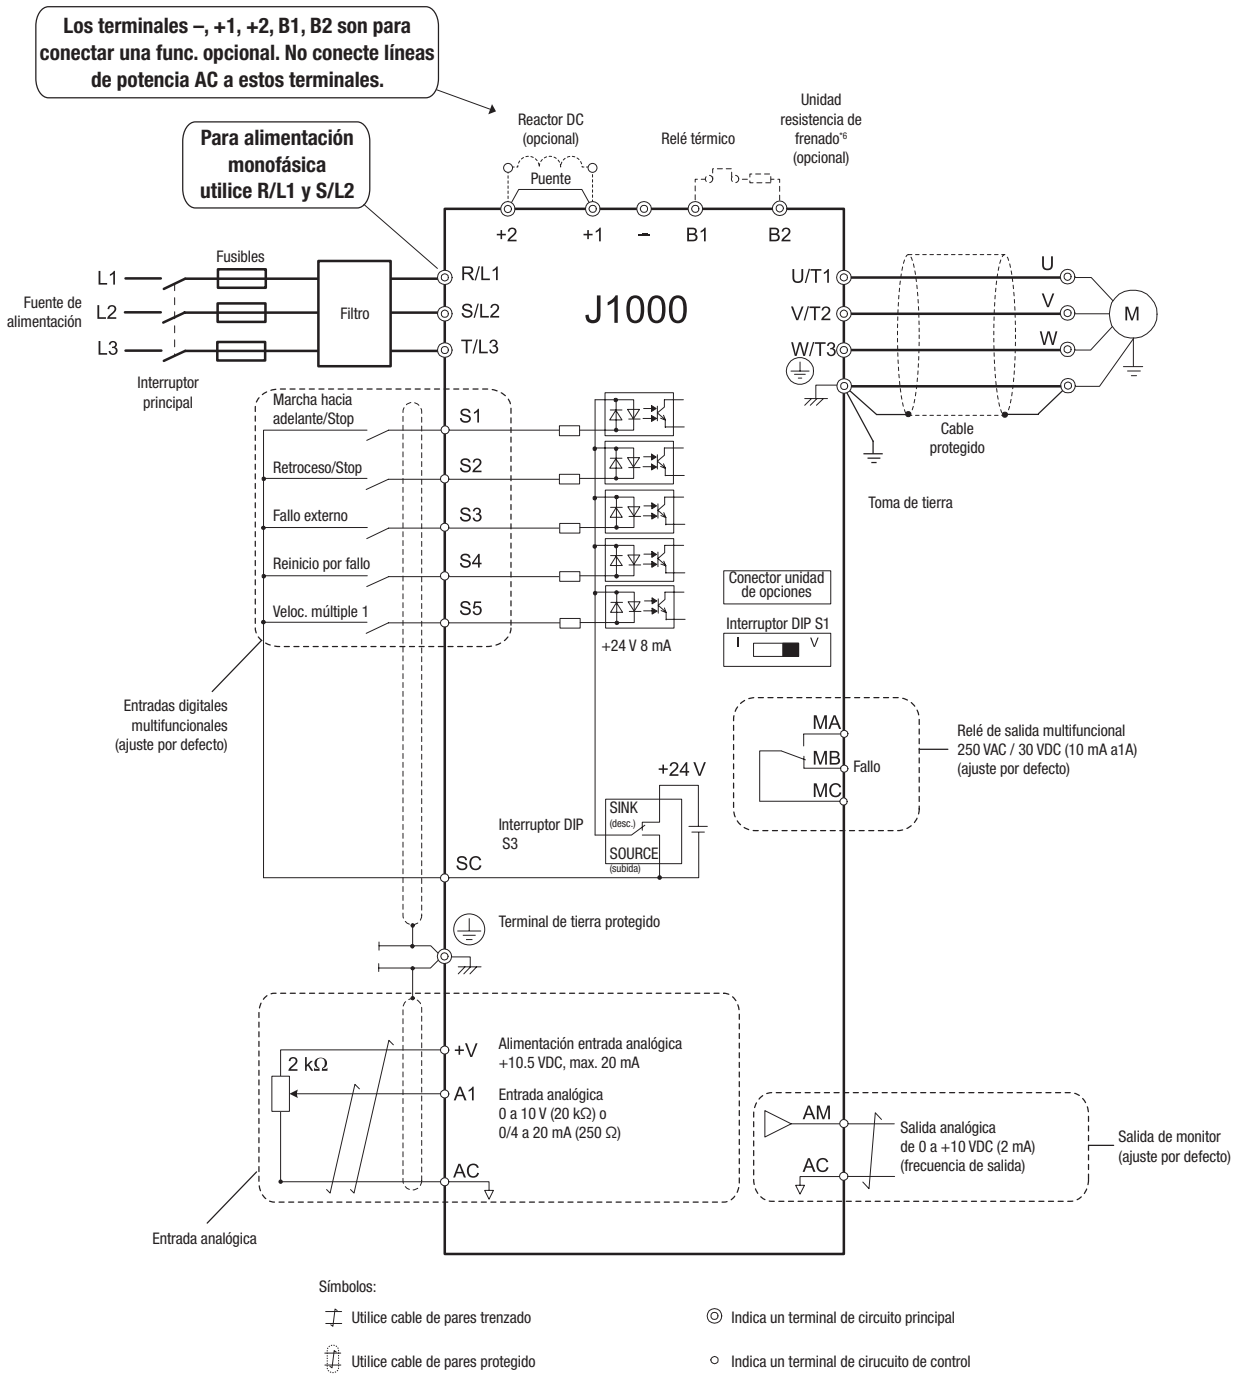 Los terminales –, +1, +2, B1, B2 son para
conectar una func. opcional. No conecte líneas
de potencia AC a estos terminales.
Para alimentación
monofásica
utilice R/L1 y S/L2
Reactor DC
(opcional)
Puente
Relé térmico
Unidad
resistencia de
frenado*6
(opcional)
+2
+1
–
B1
B2
Fuente de
alimentación
L1
L2
L3
Fusibles
Interruptor
principal
Filtro
R/L1
S/L2
T/L3
J1000
U/T1
V/T2
W/T3
U
V
W
M
Cable
protegido
Toma de tierra
Marcha hacia
adelante/Stop
S1
Retroceso/Stop
S2
Fallo externo
S3
Reinicio por fallo
S4
Veloc. múltiple 1
S5
+24 V 8 mA
Entradas digitales
multifuncionales
(ajuste por defecto)
Conector unidad
de opciones
Interruptor DIP S1
I
V
MA
MB
MC
Fallo
Relé de salida multifuncional
250 VAC / 30 VDC (10 mA a1A)
(ajuste por defecto)
+24 V
Interruptor DIP
S3
SINK
(desc.)
SOURCE
(subida)
SC
Terminal de tierra protegido
2 kΩ
+V
Alimentación entrada analógica
+10.5 VDC, max. 20 mA
A1
Entrada analógica
0 a 10 V (20 kΩ) o
0/4 a 20 mA (250 Ω)
AC
Entrada analógica
AM
AC
Salida analógica
de 0 a +10 VDC (2 mA)
(frecuencia de salida)
Salida de monitor
(ajuste por defecto)
Símbolos:
Utilice cable de pares trenzado
Indica un terminal de circuito principal
Utilice cable de pares protegido
Indica un terminal de cirucuito de control